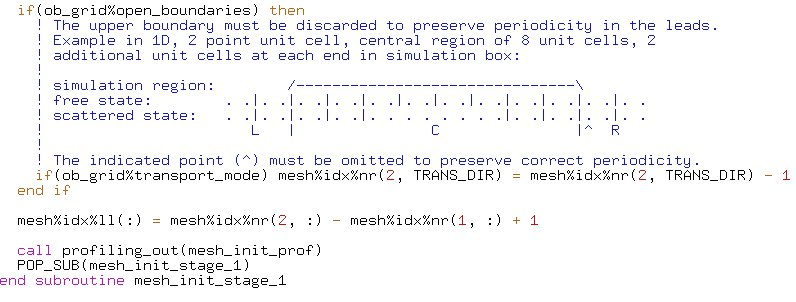 if(ob_grid%open_boundaries) then
! The upper boundary must be discarded to preserve periodicity in the leads.
! Example in 1D, 2 point unit cell, central region of 8 unit cells, 2
! additional unit cells at each end in simulation box:
!
! simulation region:        /-------------------------------\
! free state:        . .|. .|. .|. .|. .|. .|. .|. .|. .|. .|. .|. .
! scattered state:   . .|. .|. .|. . . . . . . . .|. .|. .|. .|. .
!                       L   |               C               |^  R
!
! The indicated point (^) must be omitted to preserve correct periodicity.
if(ob_grid%transport_mode) mesh%idx%nr(2, TRANS_DIR) = mesh%idx%nr(2, TRANS_DIR) - 1
end if
mesh%idx%ll(:) = mesh%idx%nr(2, :) - mesh%idx%nr(1, :) + 1
call profiling_out(mesh_init_prof)
POP_SUB(mesh_init_stage_1)
end subroutine mesh_init_stage_1